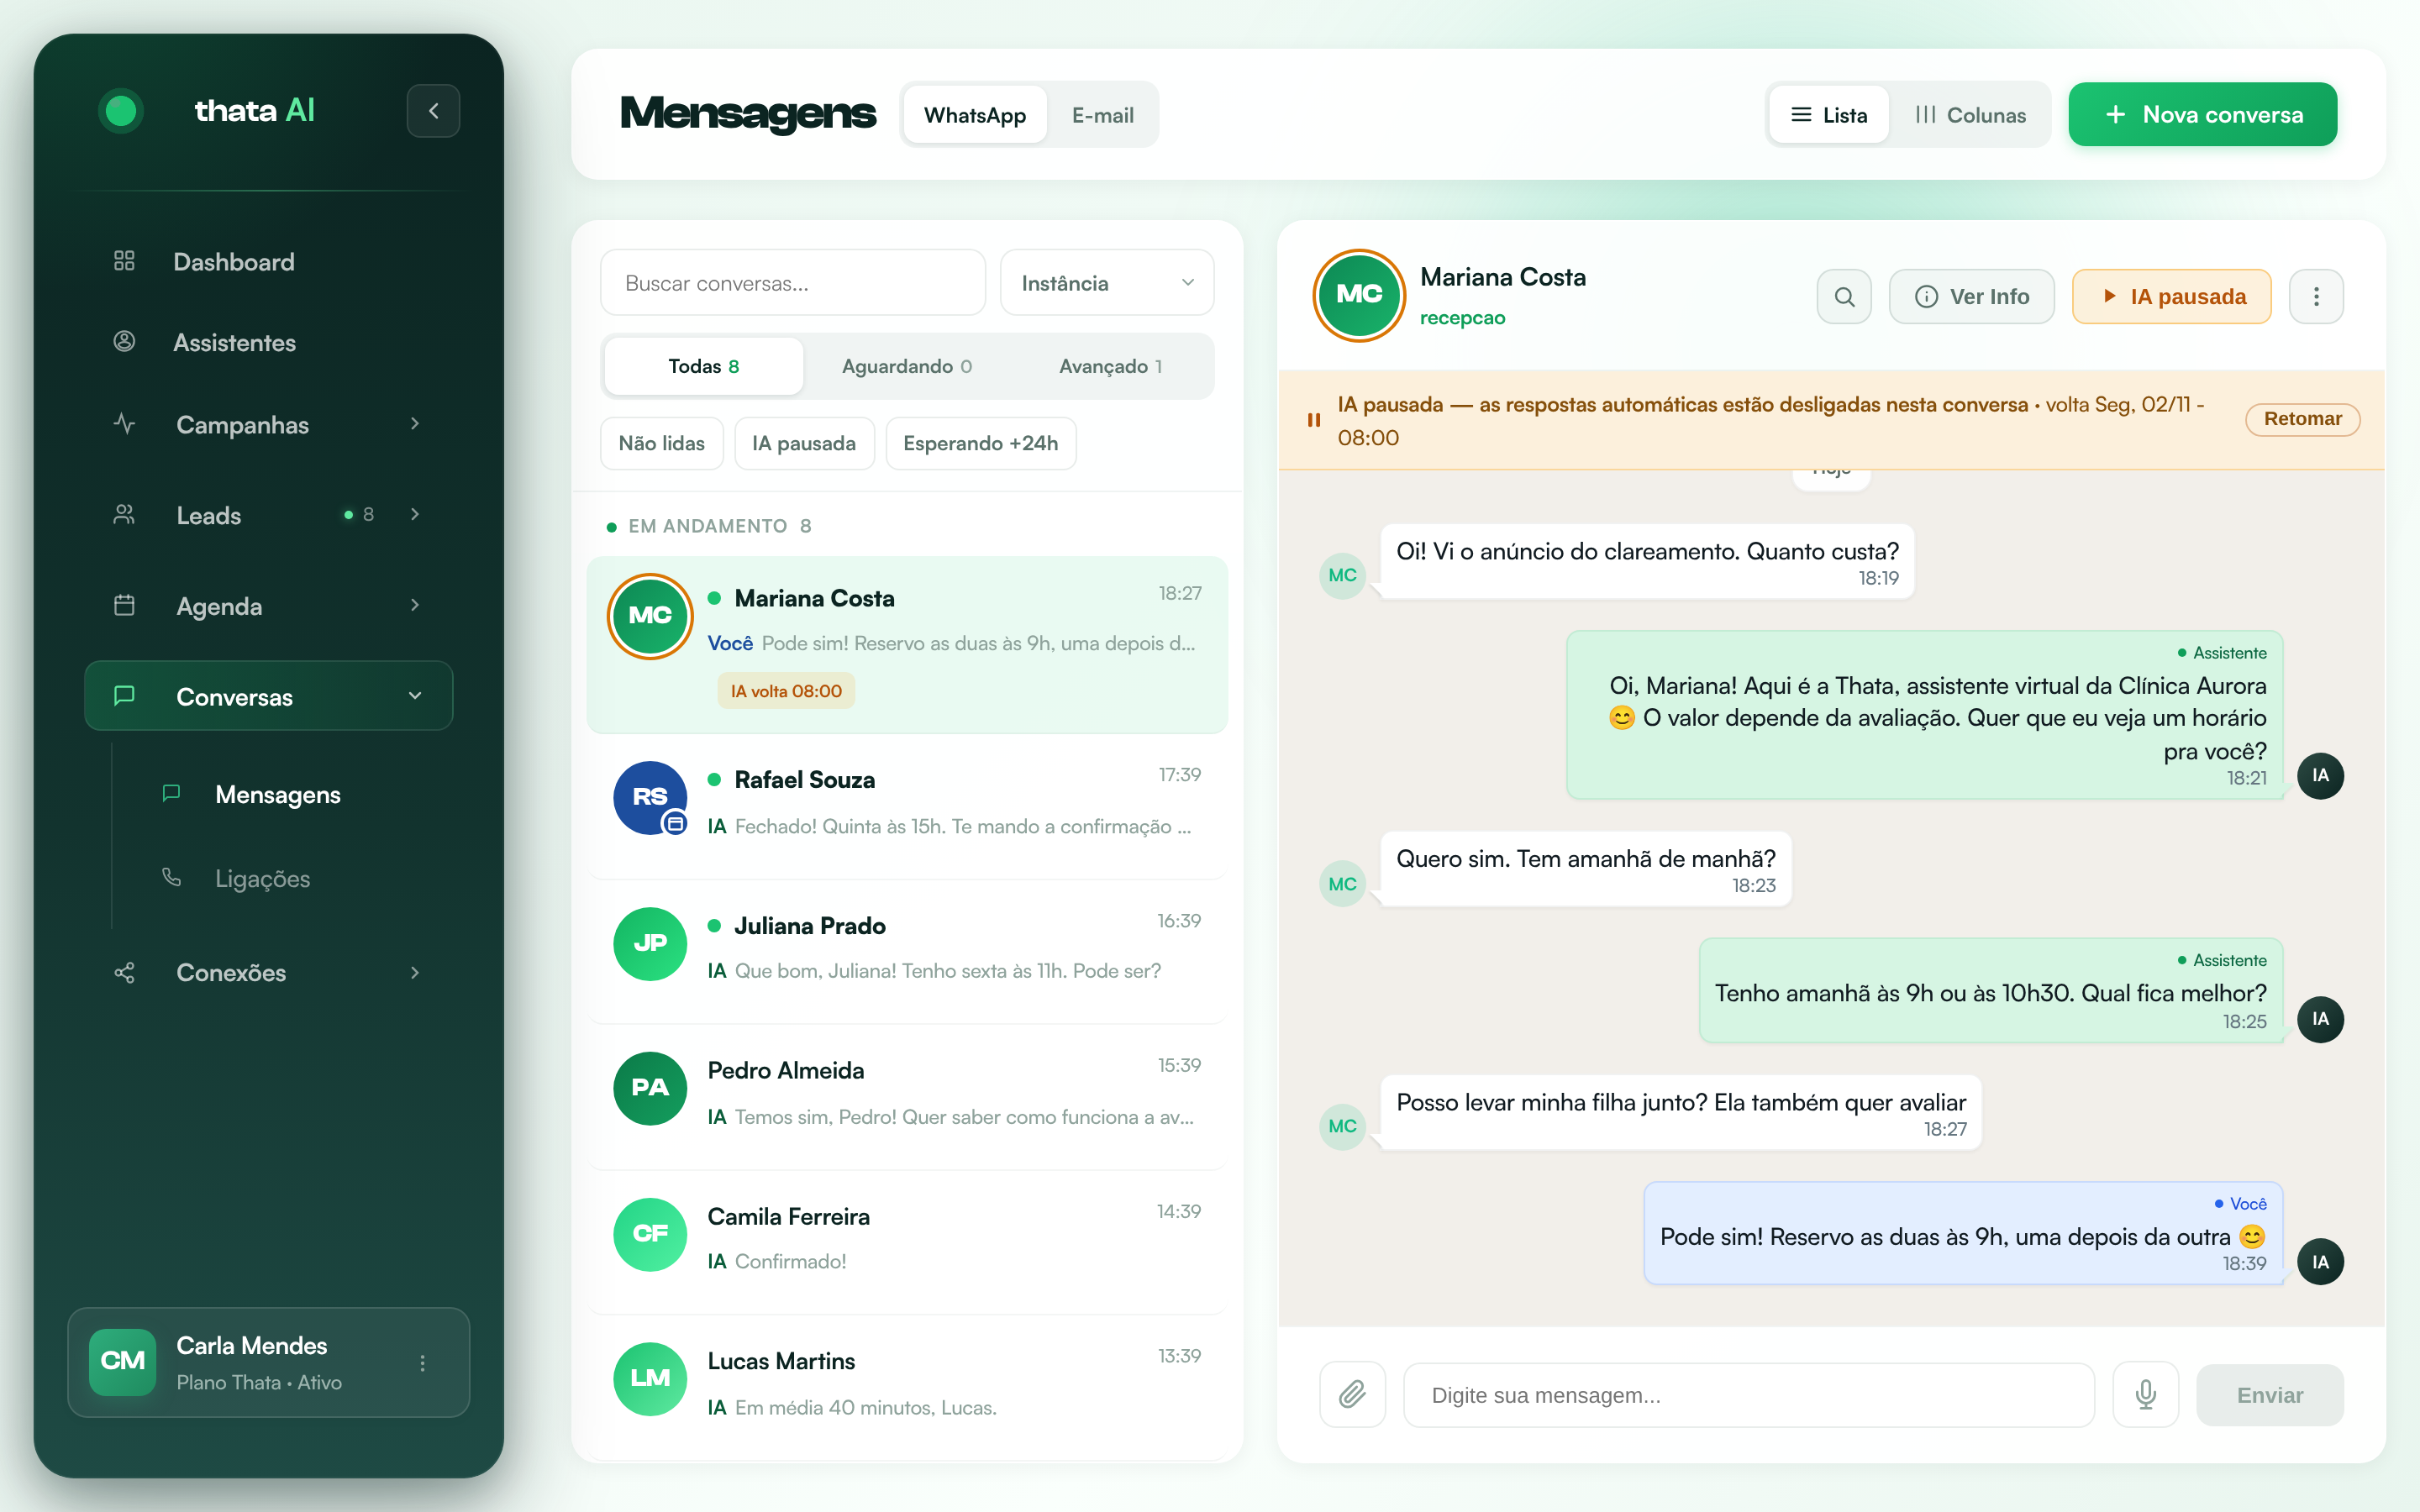 thata AI
Dashboard
Assistentes
Campanhas
Leads 8
Agenda
Conversas
Mensagens
Ligações
Conexões
CM
Carla Mendes
Plano Thata · Ativo
Mensagens
WhatsApp
E-mail
Lista
Colunas
Nova conversa
Buscar conversas...
Instância
Todas 8
Aguardando 0
Avançado 1
Não lidas
IA pausada
Esperando +24h
EM ANDAMENTO 8
MC
Mariana Costa
18:27
Você Pode sim! Reservo as duas às 9h, uma depois d...
IA volta 08:00
RS
Rafael Souza
17:39
IA Fechado! Quinta às 15h. Te mando a confirmação ...
JP
Juliana Prado
16:39
IA Que bom, Juliana! Tenho sexta às 11h. Pode ser?
PA
Pedro Almeida
15:39
IA Temos sim, Pedro! Quer saber como funciona a av...
CF
Camila Ferreira
14:39
IA Confirmado!
LM
Lucas Martins
13:39
IA Em média 40 minutos, Lucas.
MC
Mariana Costa
recepcao
Ver Info
IA pausada
IA pausada — as respostas automáticas estão desligadas nesta conversa · volta Seg, 02/11 -
08:00
Retomar
Hoje
MC
Oi! Vi o anúncio do clareamento. Quanto custa?
18:19
Assistente
Oi, Mariana! Aqui é a Thata, assistente virtual da Clínica Aurora
😊 O valor depende da avaliação. Quer que eu veja um horário
pra você?
18:21
IA
MC
Quero sim. Tem amanhã de manhã?
18:23
Assistente
Tenho amanhã às 9h ou às 10h30. Qual fica melhor?
18:25
IA
MC
Posso levar minha filha junto? Ela também quer avaliar
18:27
Você
Pode sim! Reservo as duas às 9h, uma depois da outra 😊
18:39
IA
Digite sua mensagem...
Enviar